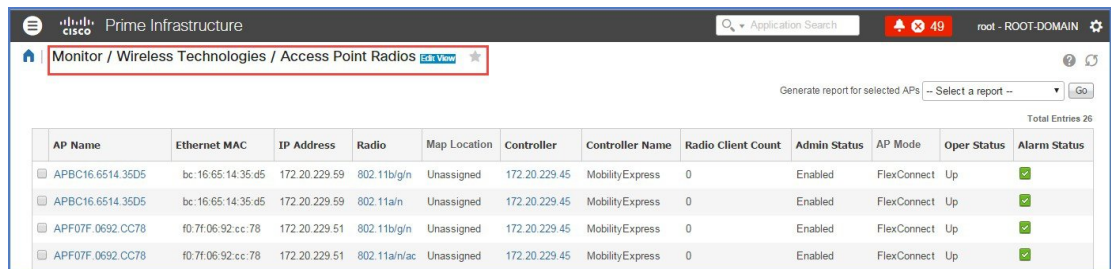 cisco Prime Infrastructure Application Search 49 root - ROOT-DOMAIN
Monitor / Wireless Technologies / Access Point Radios Edit View
Generate report for selected APs -- Select a report -- Go
Total Entries 26
AP Name Ethernet MAC IP Address Radio Map Location Controller Controller Name Radio Client Count Admin Status AP Mode Oper Status Alarm Status
APBC16.6514.35D5 bc:16:65:14:35:d5 172.20.229.59 802.11b/g/n Unassigned 172.20.229.45 MobilityExpress 0 Enabled FlexConnect Up
APBC16.6514.35D5 bc:16:65:14:35:d5 172.20.229.59 802.11a/n Unassigned 172.20.229.45 MobilityExpress 0 Enabled FlexConnect Up
APF07F.0692.CC78 f0:7f:06:92:cc:78 172.20.229.51 802.11b/g/n Unassigned 172.20.229.45 MobilityExpress 0 Enabled FlexConnect Up
APF07F.0692.CC78 f0:7f:06:92:cc:78 172.20.229.51 802.11a/n/ac Unassigned 172.20.229.45 MobilityExpress 0 Enabled FlexConnect Up